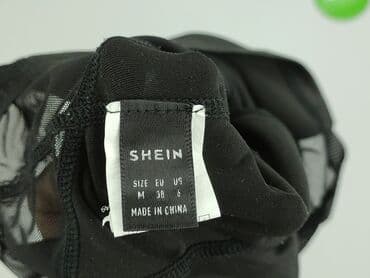 SHEIN
SIZE EU US
M 38 6
MADE IN CHINA